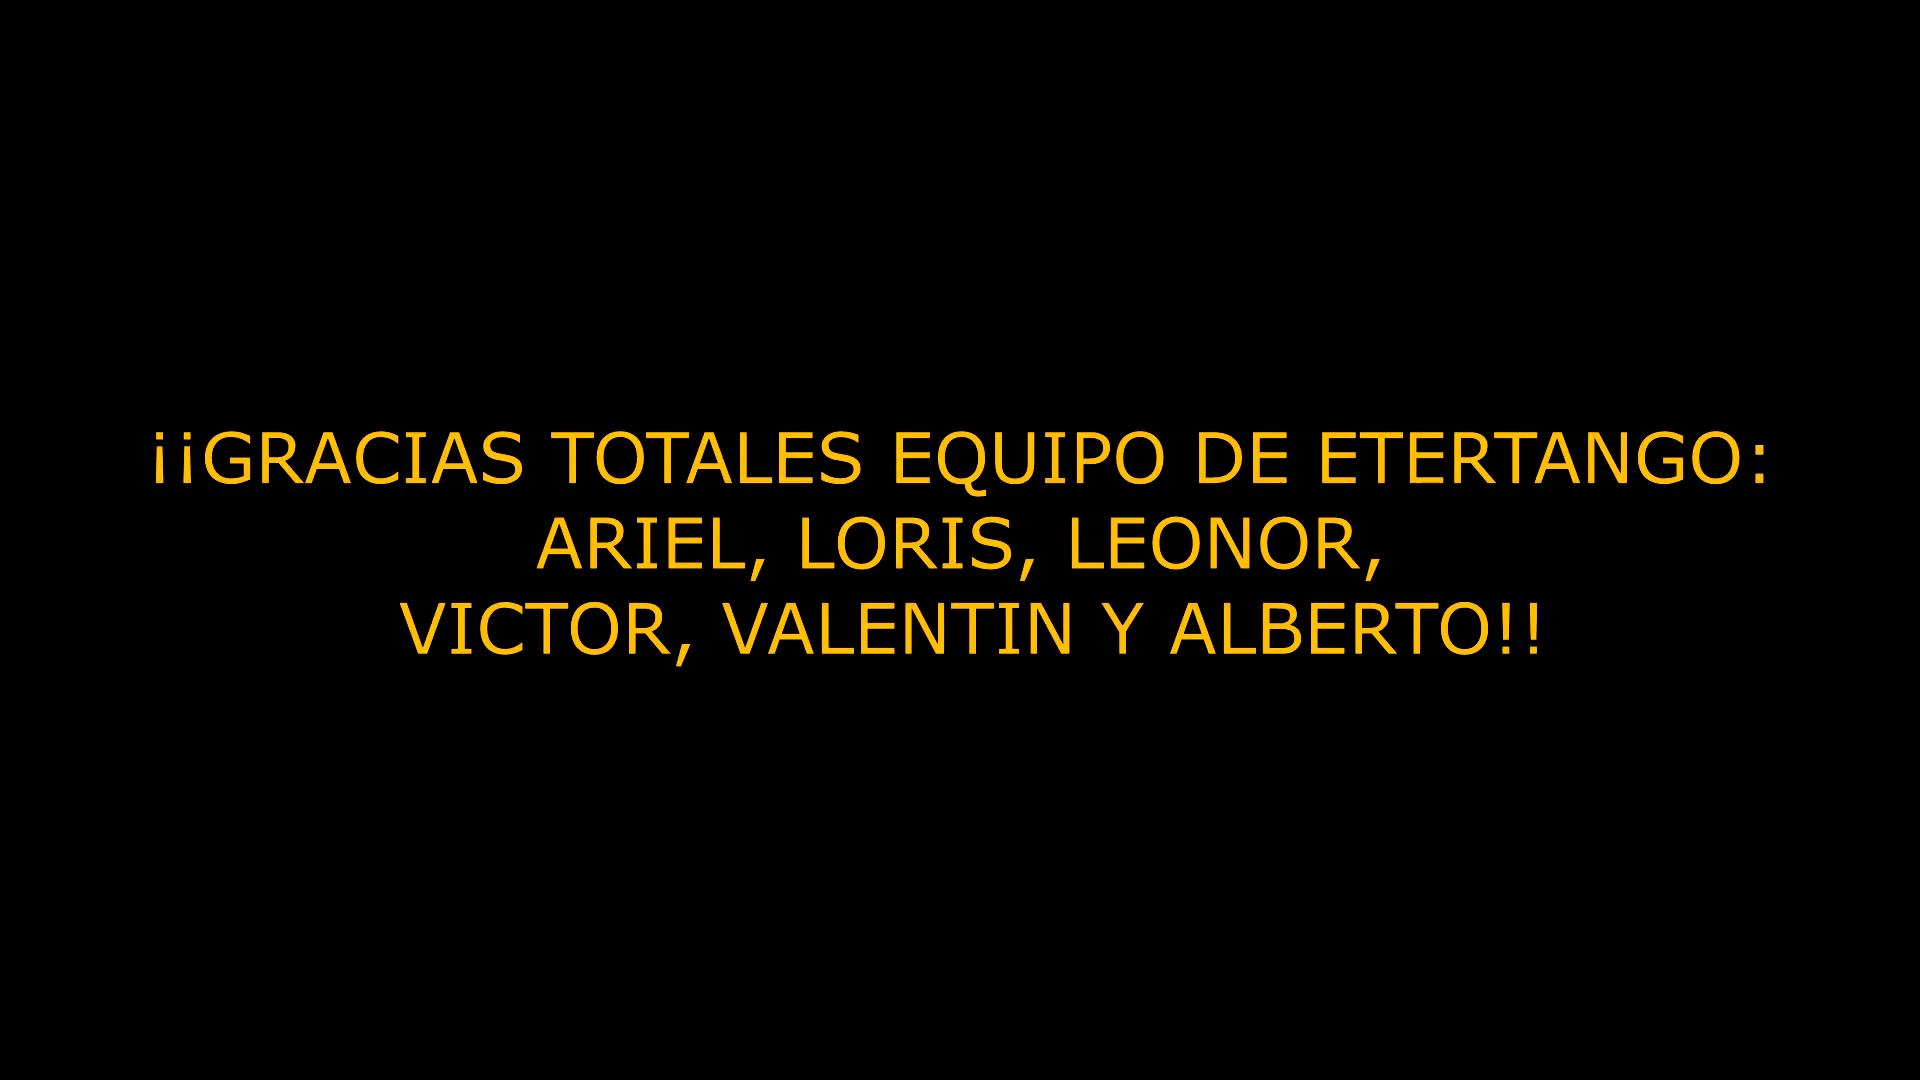 ¡¡GRACIAS TOTALES EQUIPO DE ETERTANGO:
ARIEL, LORIS, LEONOR,
VICTOR, VALENTIN Y ALBERTO!!